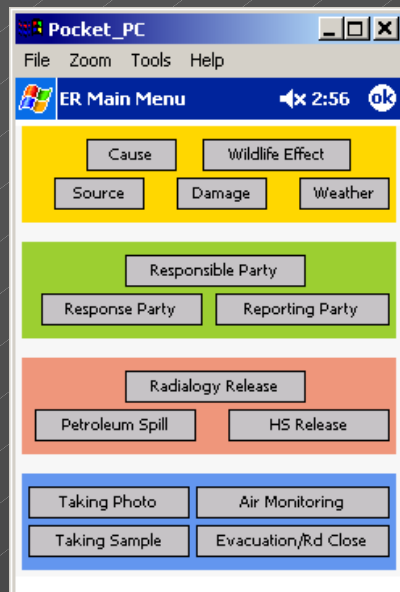 Pocket_PC
File Zoom Tools Help
ER Main Menu 2:56 ok
Cause Wildlife Effect
Source Damage Weather
Responsible Party
Response Party Reporting Party
Radialogy Release
Petroleum Spill HS Release
Taking Photo Air Monitoring
Taking Sample Evacuation/Rd Close